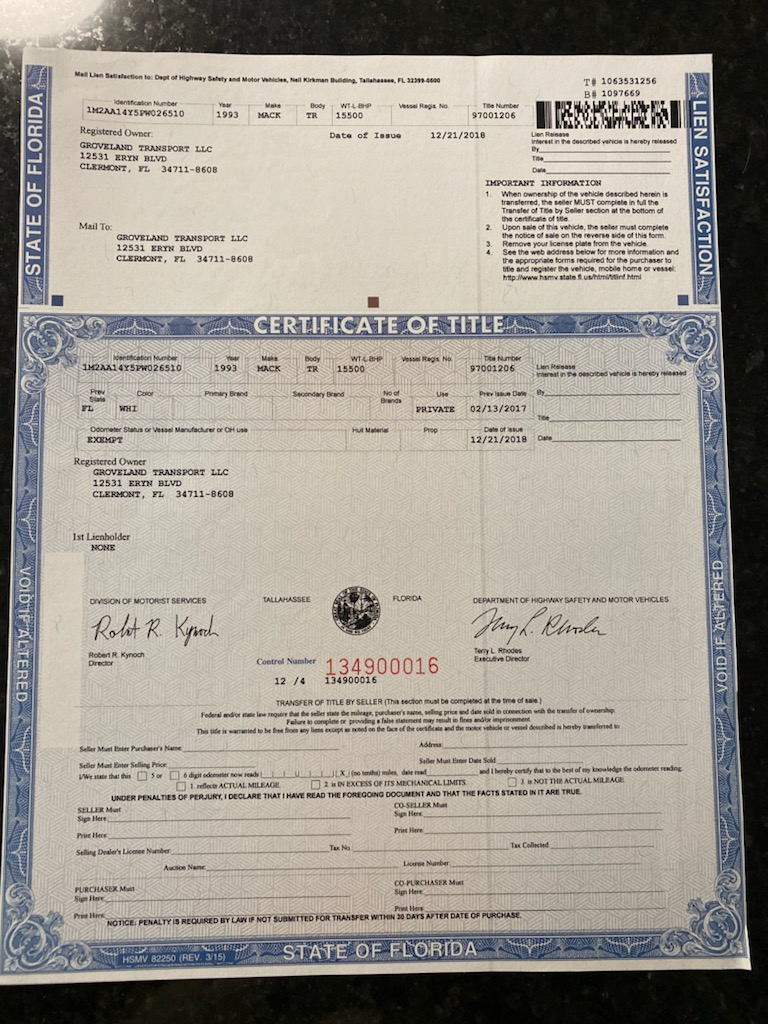 Mail Lien Satisfaction to: Dept of Highway Safety and Motor Vehicles, Neil Kirkman Building, Tallahassee, FL 32399-0500
T# 1063531256
B# 1097669
Identification Number Year Make Body WT-L-BHP Vessel Regis. No. Title Number
1M2AA14Y5PW026510 1993 MACK TR 15500 97001206
Registered Owner: Date of Issue 12/21/2018
GROVELAND TRANSPORT LLC
12531 ERYN BLVD
CLERMONT, FL 34711-8608
Lien Release
Interest in the described vehicle is hereby released
By
Title
Date
IMPORTANT INFORMATION
1. When ownership of the vehicle described herein is
transferred, the seller MUST complete in full the
Transfer of Title by Seller section at the bottom of
the certificate of title.
2. Upon sale of this vehicle, the seller must complete
the notice of sale on the reverse side of this form.
3. Remove your license plate from the vehicle.
4. See the web address below for more information and
the appropriate forms required for the purchaser to
title and register the vehicle, mobile home or vessel:
http://www.hsmv.state.fl.us/html/titlinf.html
Mail To:
GROVELAND TRANSPORT LLC
12531 ERYN BLVD
CLERMONT, FL 34711-8608
STATE OF FLORIDA
LIEN SATISFACTION
CERTIFICATE OF TITLE
Identification Number Year Make Body WT-L-BHP Vessel Regis. No. Title Number
1M2AA14Y5PW026510 1993 MACK TR 15500 97001206
Lien Release
Interest in the described vehicle is hereby released
By
Title
Date
Prev State Color Primary Brand Secondary Brand No of Brands Use Prev Issue Date
FL WHI PRIVATE 02/13/2017
Odometer Status or Vessel Manufacturer or OH use Hull Material Prop Date of Issue
EXEMPT 12/21/2018
Registered Owner
GROVELAND TRANSPORT LLC
12531 ERYN BLVD
CLERMONT, FL 34711-8608
1st Lienholder
NONE
DIVISION OF MOTORIST SERVICES TALLAHASSEE FLORIDA DEPARTMENT OF HIGHWAY SAFETY AND MOTOR VEHICLES
Robert R. Kynoch
Director
Terry L. Rhodes
Executive Director
Control Number 134900016
12 /4 134900016
TRANSFER OF TITLE BY SELLER (This section must be completed at the time of sale.)
Federal and/or state law require that the seller state the mileage, purchaser's name, selling price and date sold in connection with the transfer of ownership.
Failure to complete or providing a false statement may result in fines and/or imprisonment.
This title is warranted to be free from any liens except as noted on the face of the certificate and the motor vehicle or vessel described is hereby transferred to:
Seller Must Enter Purchaser's Name: Address:
Seller Must Enter Selling Price: Seller Must Enter Date Sold:
I/We state that this 5 or 6 digit odometer now reads X (no tenths) miles, date read and I hereby certify that to the best of my knowledge the odometer reading:
1. reflects ACTUAL MILEAGE. 2. is IN EXCESS OF ITS MECHANICAL LIMITS. 3. is NOT THE ACTUAL MILEAGE.
UNDER PENALTIES OF PERJURY, I DECLARE THAT I HAVE READ THE FOREGOING DOCUMENT AND THAT THE FACTS STATED IN IT ARE TRUE.
SELLER Must CO-SELLER Must
Sign Here: Sign Here:
Print Here: Print Here:
Selling Dealer's License Number: Tax No. Tax Collected:
Auction Name: License Number:
PURCHASER Must CO-PURCHASER Must
Sign Here: Sign Here:
Print Here: Print Here:
NOTICE: PENALTY IS REQUIRED BY LAW IF NOT SUBMITTED FOR TRANSFER WITHIN 30 DAYS AFTER DATE OF PURCHASE.
STATE OF FLORIDA
HSMV 82250 (REV. 3/15)
VOID IF ALTERED
VOID IF ALTERED